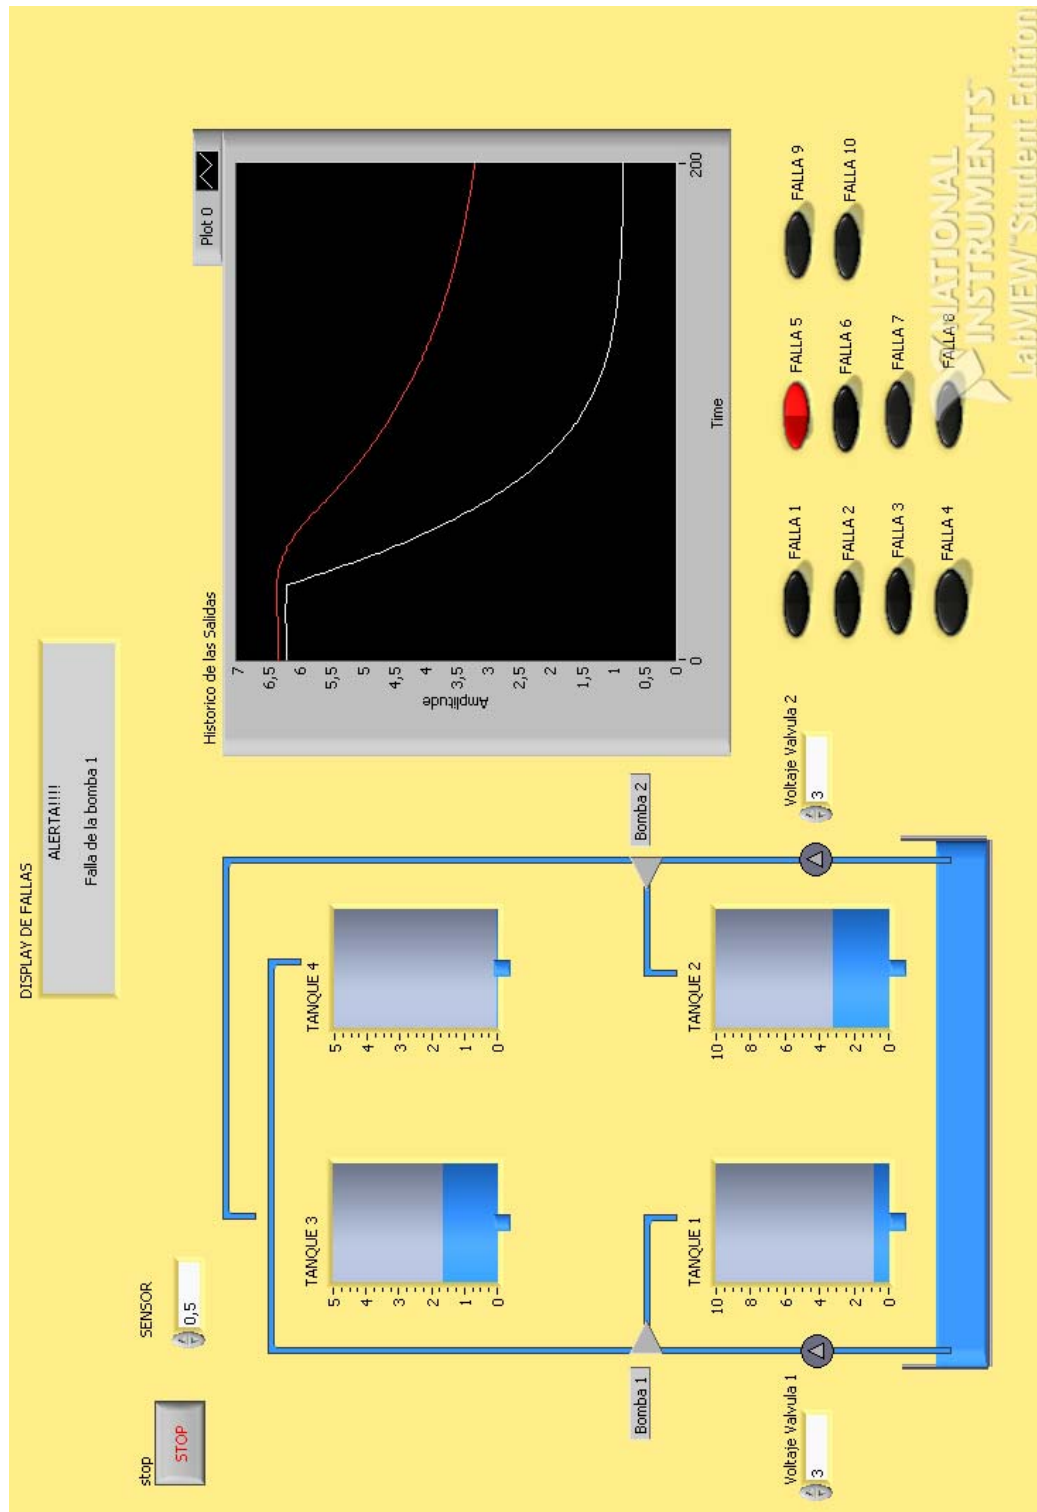 DISPLAY DE FALLAS
ALERTA!!!!
Falla de la bomba 1
stop
STOP
SENSOR
0,5
TANQUE 3
5
4
3
2
1
0
TANQUE 4
5
4
3
2
1
0
Bomba 1
Bomba 2
TANQUE 1
10
8
6
4
2
0
TANQUE 2
10
8
6
4
2
0
Voltaje Valvula 1
3
Voltaje Valvula 2
3
Historico de las Salidas
Plot 0
7
6,5
6
5,5
5
4,5
4
3,5
3
2,5
2
1,5
1
0,5
0
Amplitude
0
200
Time
FALLA 1
FALLA 5
FALLA 9
FALLA 2
FALLA 6
FALLA 10
FALLA 3
FALLA 7
FALLA 4
FALLA 8
NATIONAL
INSTRUMENTS™
LabVIEW™ Student Edition